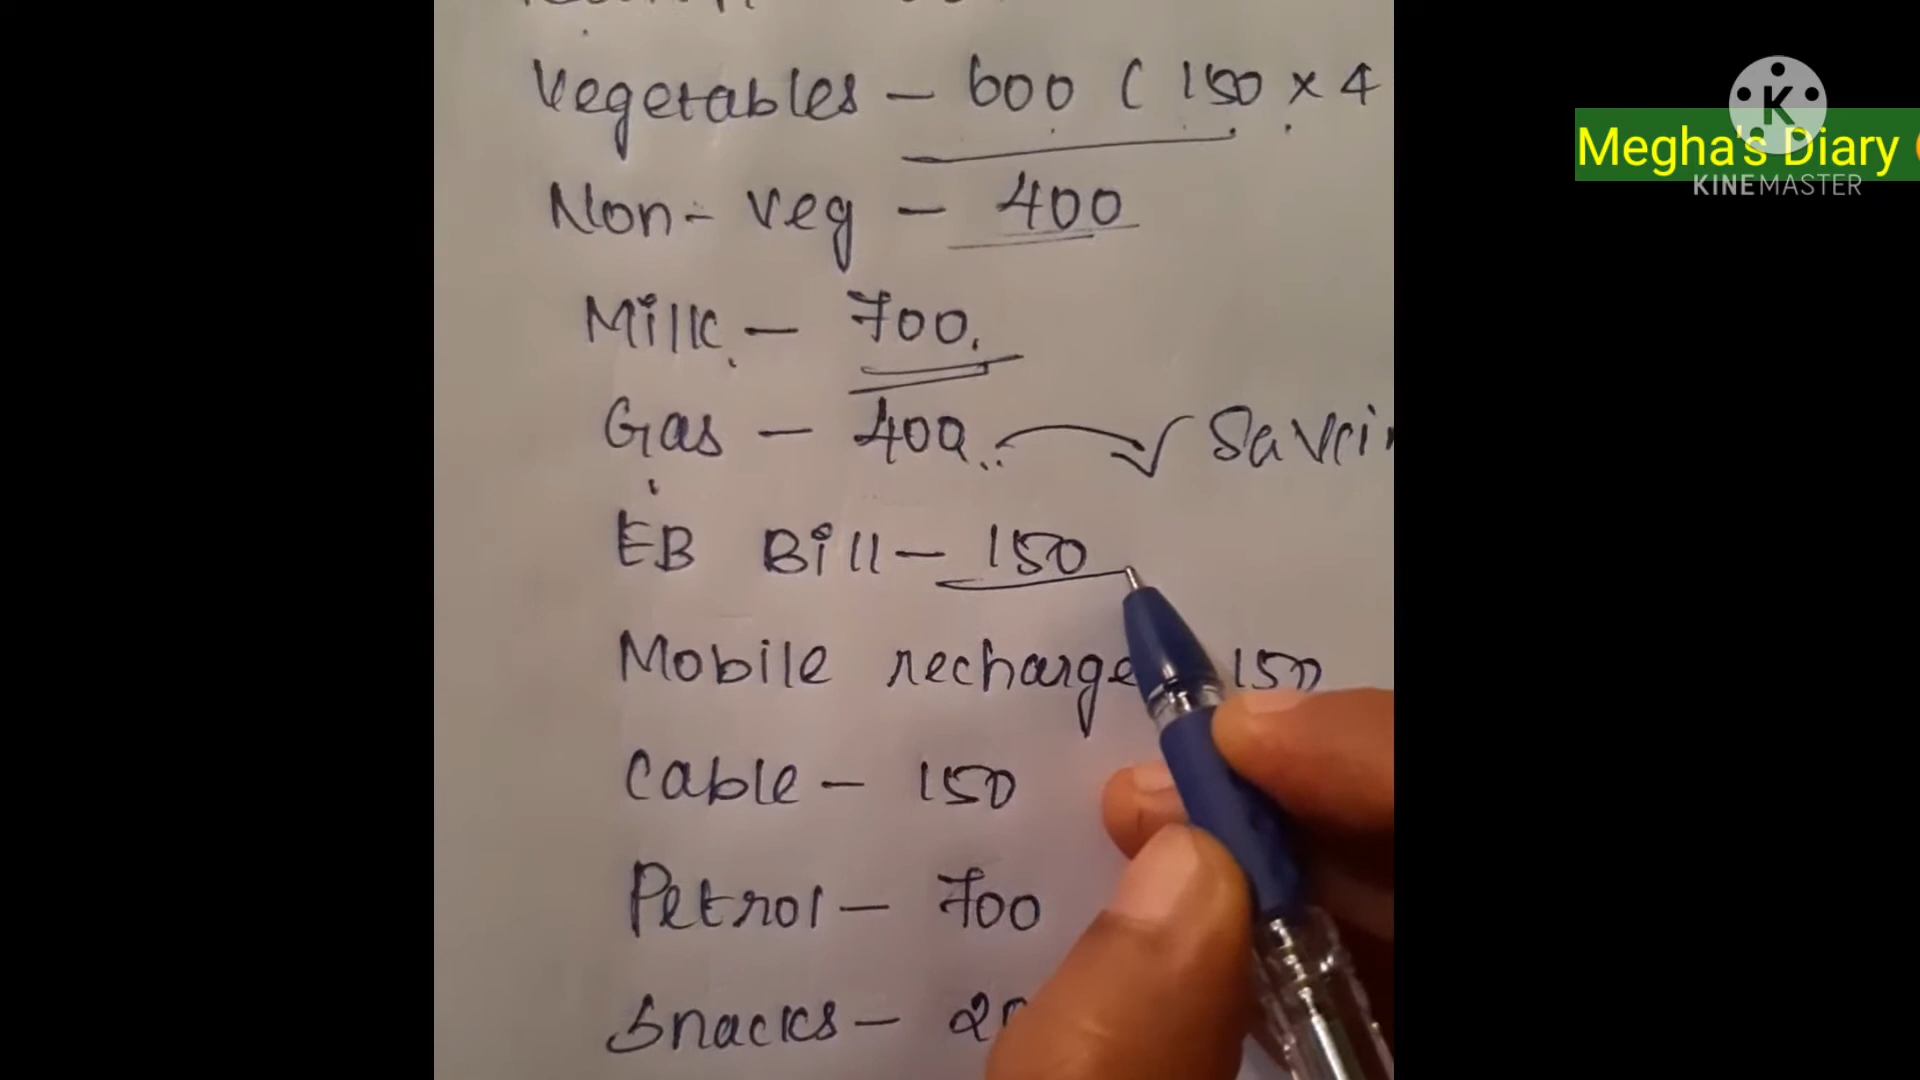 Vegetables – 600 ( 150 x 4
Non-veg – 400
Milk – 700.
Gas – 400..
EB Bill – 150
Mobile recharge 150
Cable – 150
Petrol – 700
Snacks –
Megha's Diary
K
KINEMASTER